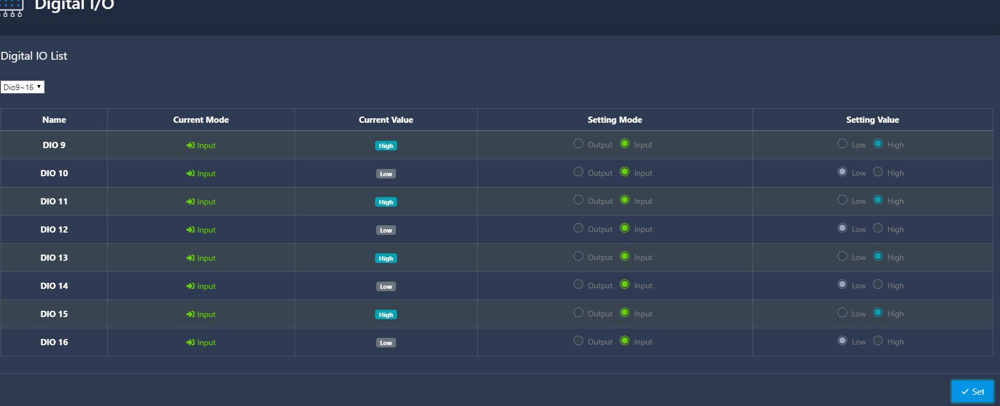 Digital I/O
Digital IO List
Dio9~16
Name Current Mode Current Value Setting Mode Setting Value
DIO 9 Input High Output Input Low High
DIO 10 Input Low Output Input Low High
DIO 11 Input High Output Input Low High
DIO 12 Input Low Output Input Low High
DIO 13 Input High Output Input Low High
DIO 14 Input Low Output Input Low High
DIO 15 Input High Output Input Low High
DIO 16 Input Low Output Input Low High
Set